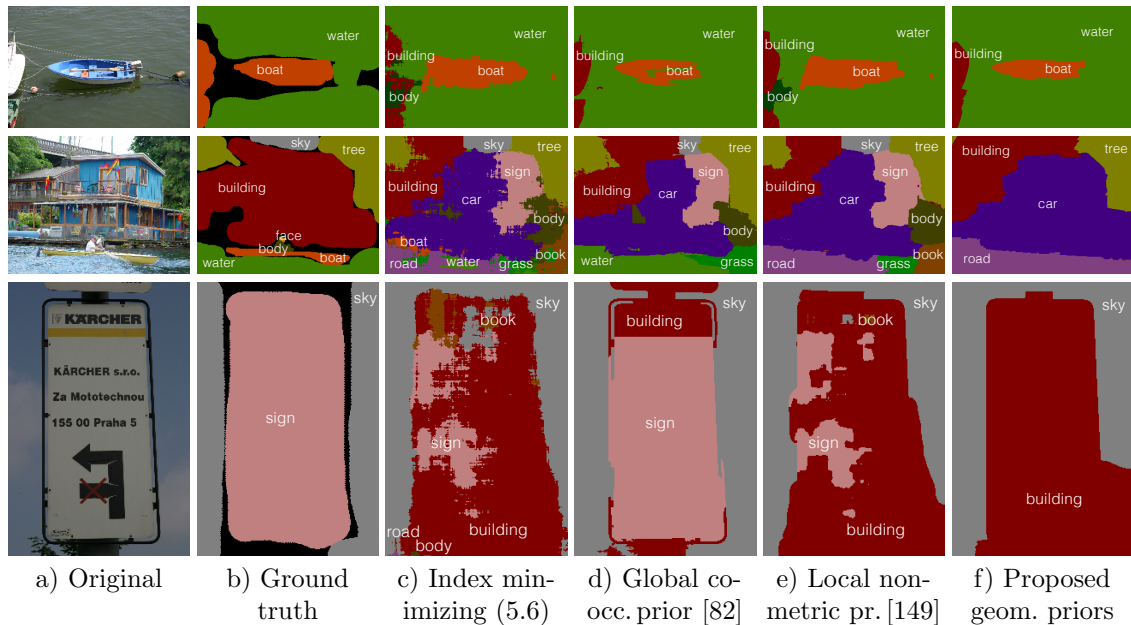 water
boat
building
water
boat
body
building
water
boat
building
water
boat
body
building
water
boat
sky
tree
building
face
body
boat
water
sky
tree
sign
building
car
body
boat
book
road
water
grass
sky
tree
sign
building
car
body
water
grass
tree
building
sign
car
body
book
road
grass
building
tree
car
road
KÄRCHER
KÄRCHER s.r.o.
Za Mototechnou
155 00 Praha 5
sky
sign
sky
book
sign
building
road
body
sky
building
sign
sky
book
sign
building
sky
building
a) Original
b) Ground
truth
c) Index min-
imizing (5.6)
d) Global co-
occ. prior [82]
e) Local non-
metric pr. [149]
f) Proposed
geom. priors